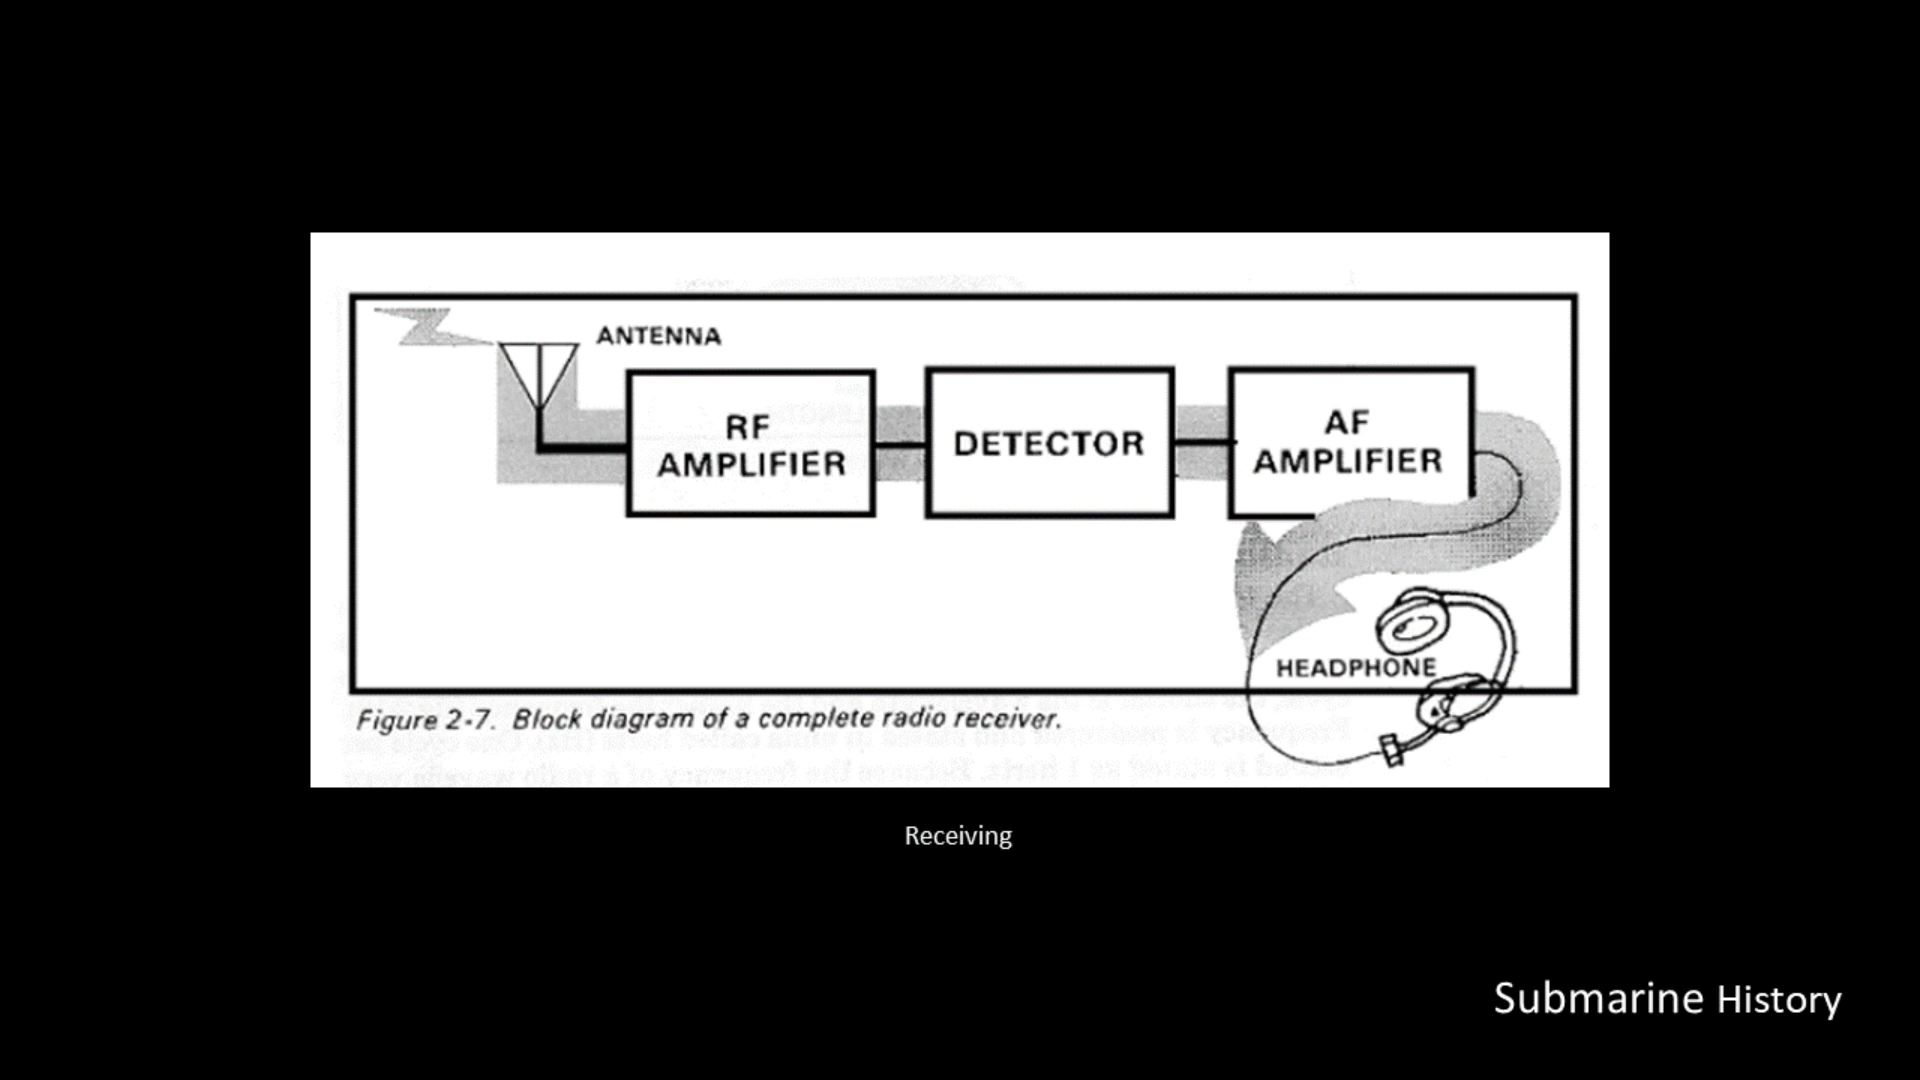 ANTENNA
RF
AMPLIFIER
DETECTOR
AF
AMPLIFIER
HEADPHONE
Figure 2-7. Block diagram of a complete radio receiver.
Receiving
Submarine History